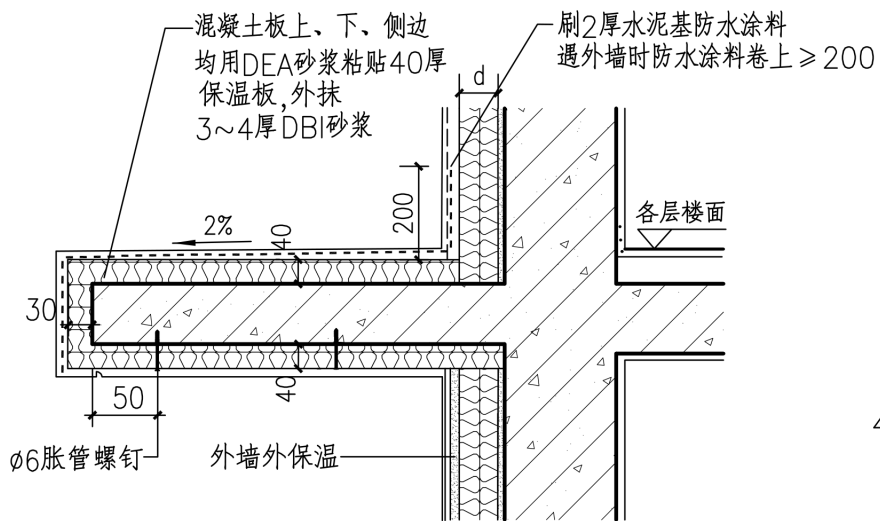 混凝土板上、下、侧边
均用DEA砂浆粘贴40厚
保温板,外抹
3~4厚DBI砂浆
刷2厚水泥基防水涂料
遇外墙时防水涂料卷上≥200
d
200
各层楼面
2%
40
30
40
50
ø6胀管螺钉
外墙外保温